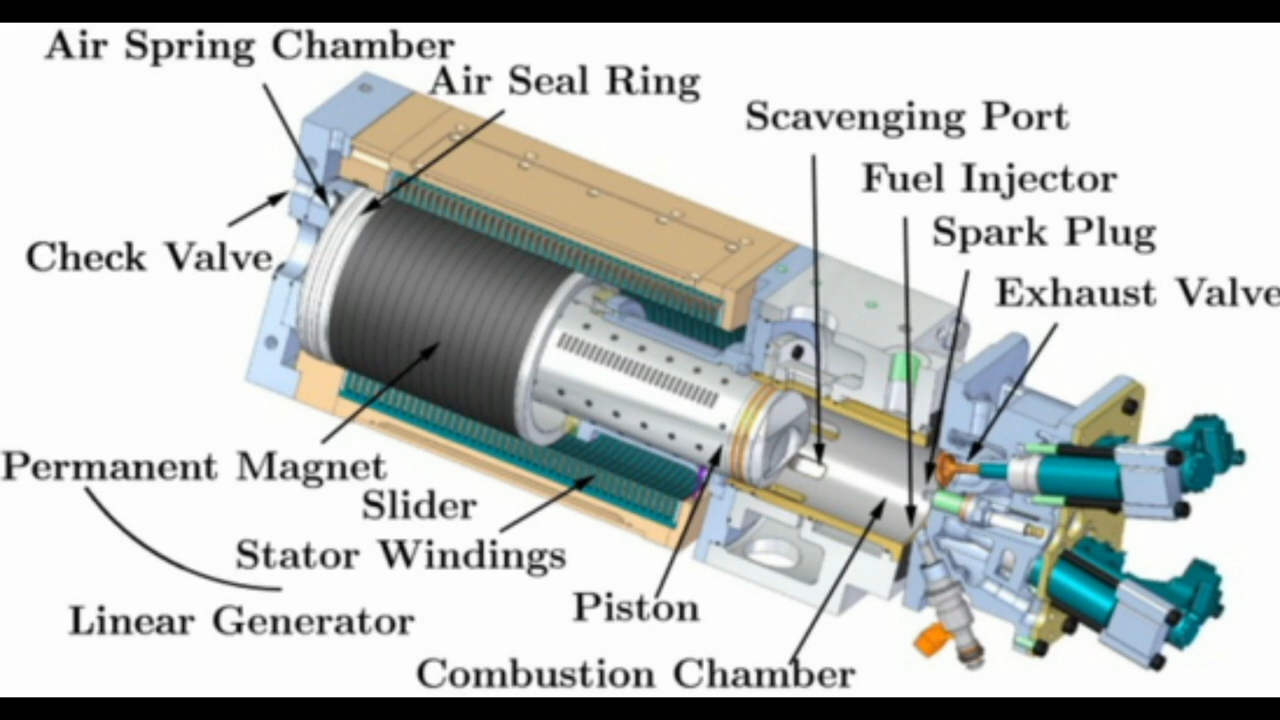 Air Spring Chamber
Air Seal Ring
Scavenging Port
Fuel Injector
Spark Plug
Exhaust Valve
Check Valve
Permanent Magnet
Slider
Stator Windings
Linear Generator
Piston
Combustion Chamber